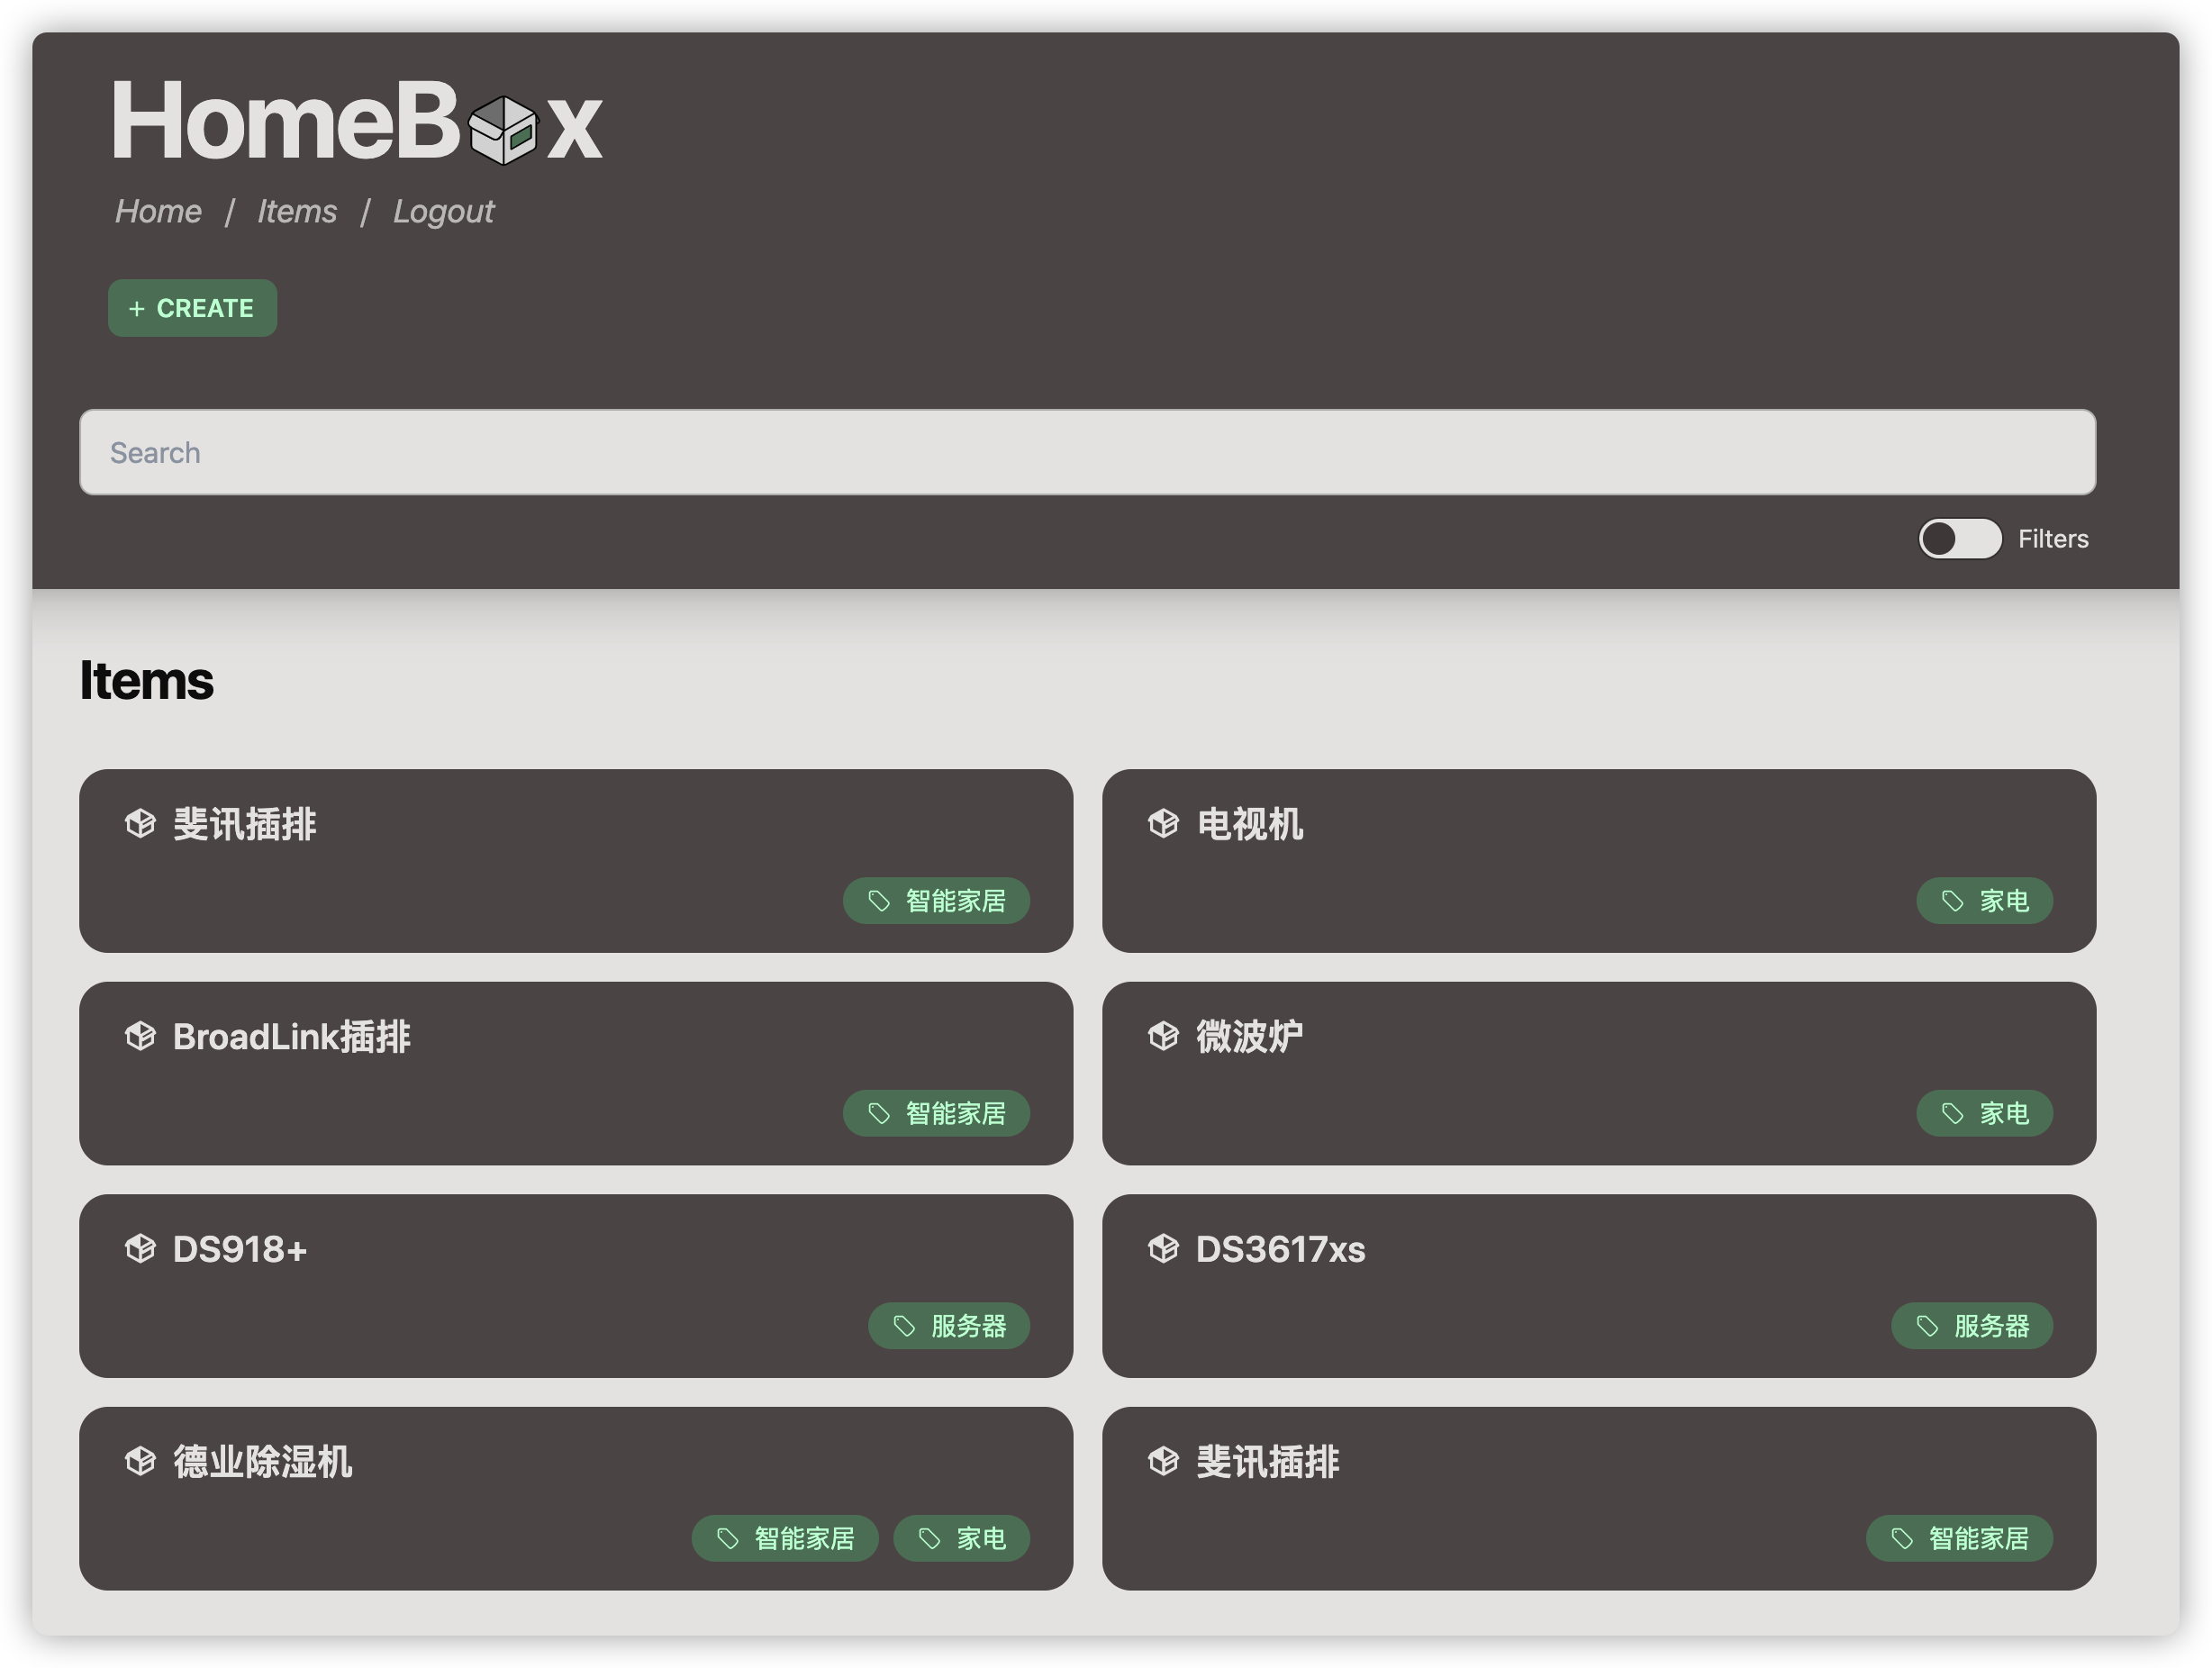 HomeBox
Home / Items / Logout
+ CREATE
Search
Filters
Items
斐讯插排
智能家居
电视机
家电
BroadLink插排
智能家居
微波炉
家电
DS918+
服务器
DS3617xs
服务器
德业除湿机
智能家居 家电
斐讯插排
智能家居